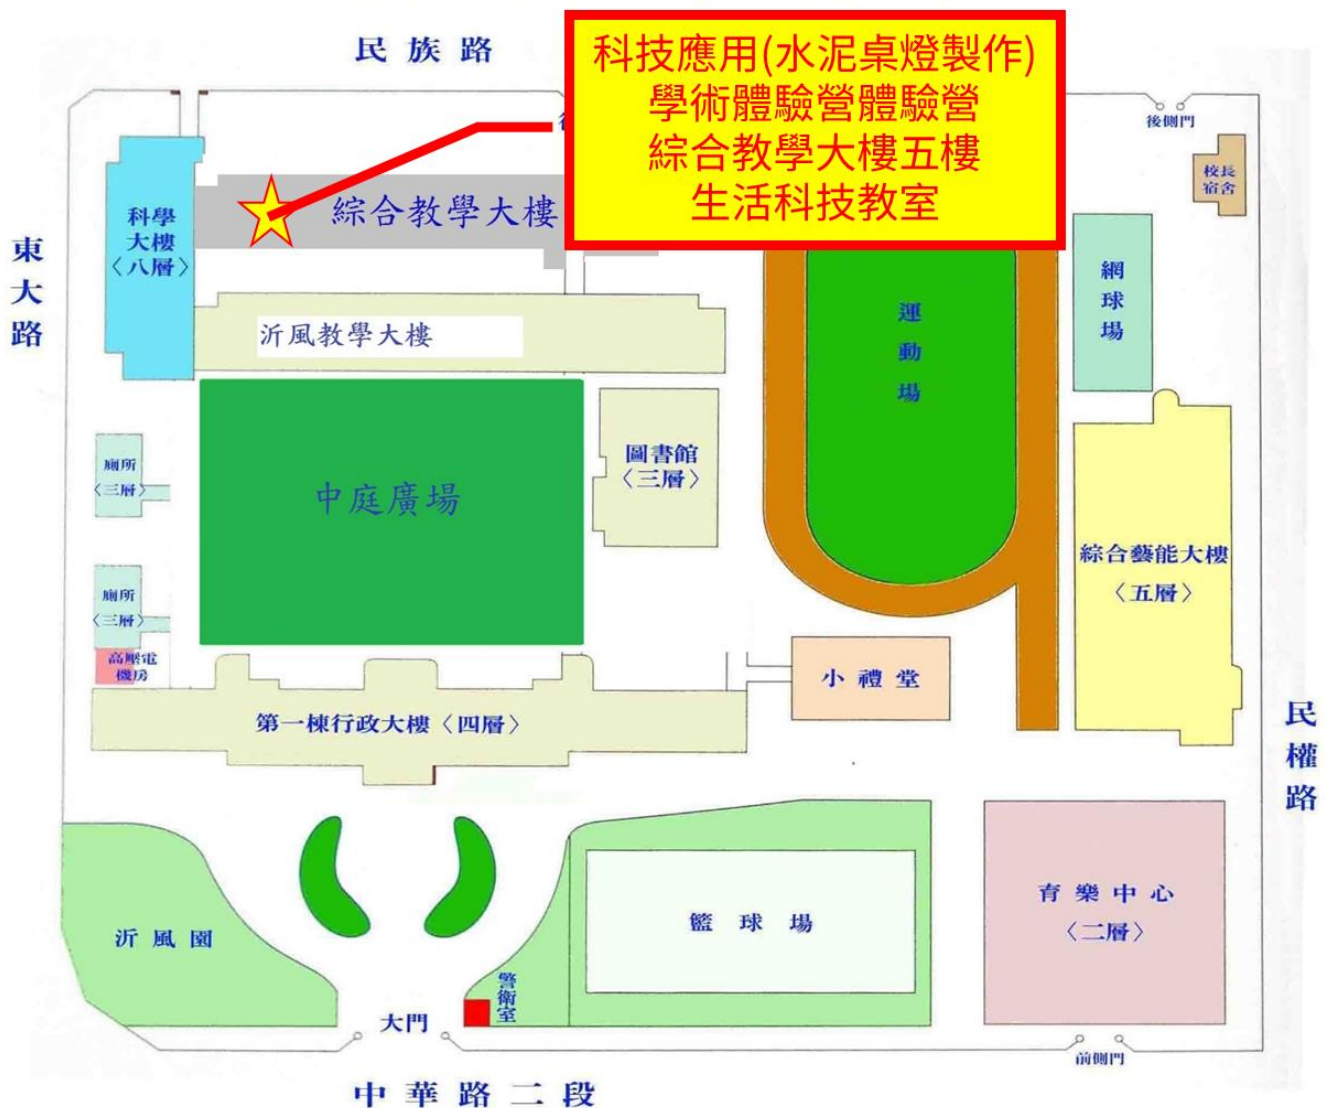 民族路
科技應用(水泥桌燈製作)
學術體驗營體驗營
綜合教學大樓五樓
生活科技教室
後側門
校長
宿舍
科學
大樓
〈八層〉
綜合教學大樓
東大路
網球場
運動場
沂風教學大樓
廁所
〈三層〉
中庭廣場
圖書館
〈三層〉
綜合藝能大樓
〈五層〉
廁所
〈三層〉
高壓電
機房
小禮堂
第一棟行政大樓〈四層〉
民權路
沂風園
籃球場
育樂中心
〈二層〉
警衛室
大門
前側門
中華路二段